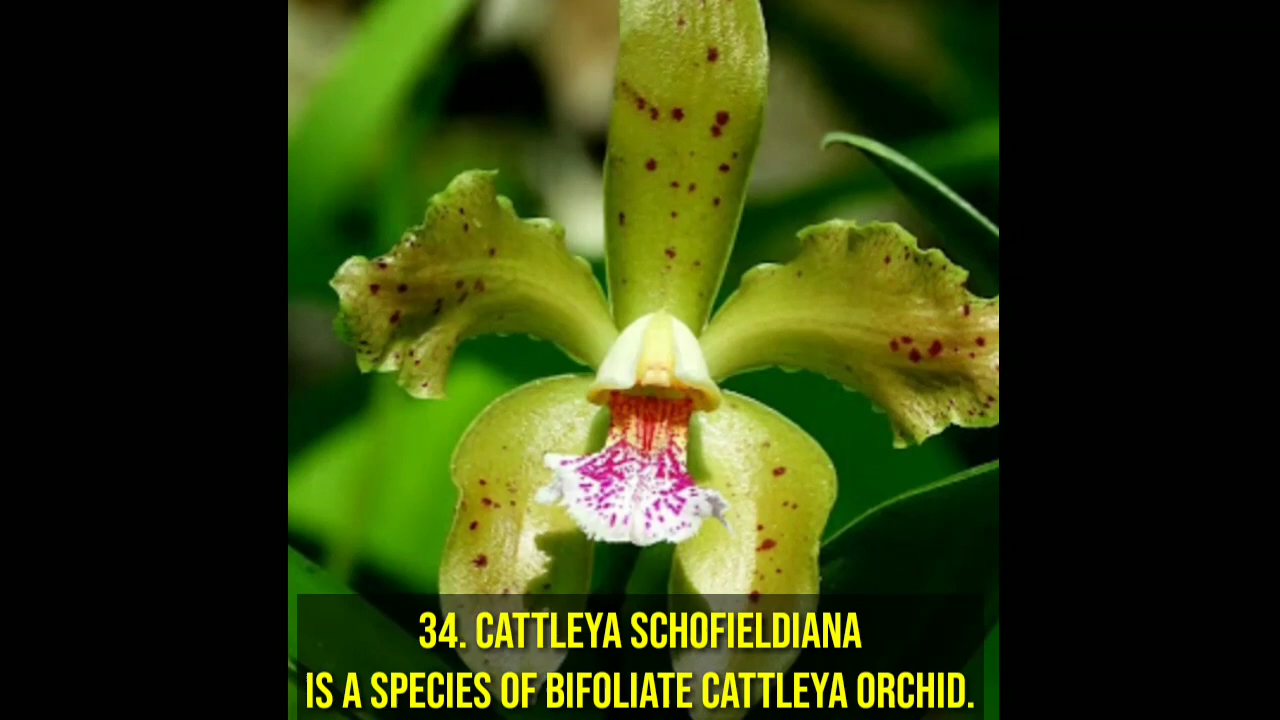 34. CATTLEYA SCHOFIELDIANA
IS A SPECIES OF BIFOLIATE CATTLEYA ORCHID.